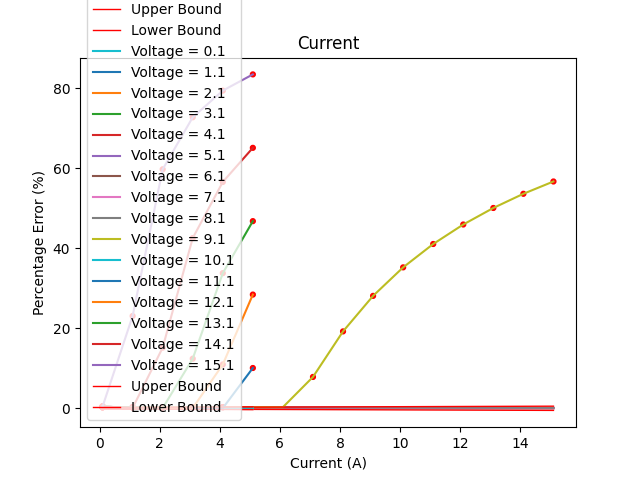 Upper Bound
Lower Bound
Voltage = 0.1
Voltage = 1.1
Voltage = 2.1
Voltage = 3.1
Voltage = 4.1
Voltage = 5.1
Voltage = 6.1
Voltage = 7.1
Voltage = 8.1
Voltage = 9.1
Voltage = 10.1
Voltage = 11.1
Voltage = 12.1
Voltage = 13.1
Voltage = 14.1
Voltage = 15.1
Upper Bound
Lower Bound
Current
Percentage Error (%)
80
60
40
20
0
0 2 4 6 8 10 12 14
Current (A)